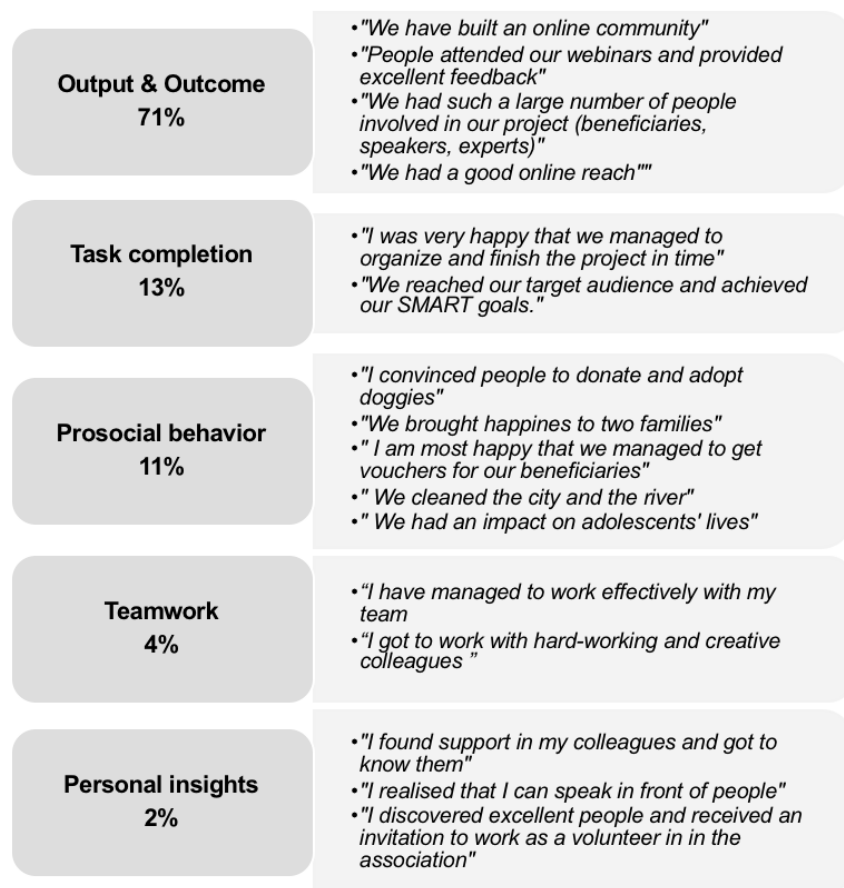 Output & Outcome
71%
•"We have built an online community"
•"People attended our webinars and provided
excellent feedback"
•"We had such a large number of people
involved in our project (beneficiaries,
speakers, experts)"
•"We had a good online reach""
Task completion
13%
•"I was very happy that we managed to
organize and finish the project in time"
•"We reached our target audience and achieved
our SMART goals."
Prosocial behavior
11%
•"I convinced people to donate and adopt
doggies"
•"We brought happines to two families"
•" I am most happy that we managed to get
vouchers for our beneficiaries"
•" We cleaned the city and the river"
•" We had an impact on adolescents' lives"
Teamwork
4%
•“I have managed to work effectively with my
team
•“I got to work with hard-working and creative
colleagues ”
Personal insights
2%
•"I found support in my colleagues and got to
know them"
•"I realised that I can speak in front of people"
•"I discovered excellent people and received an
invitation to work as a volunteer in in the
association"